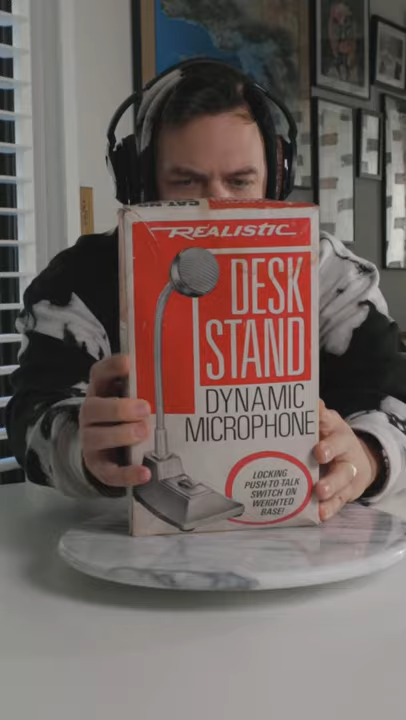 REALISTIC
DESK
STAND
DYNAMIC
MICROPHONE
LOCKING
PUSH-TO-TALK
SWITCH ON
WEIGHTED
BASE!